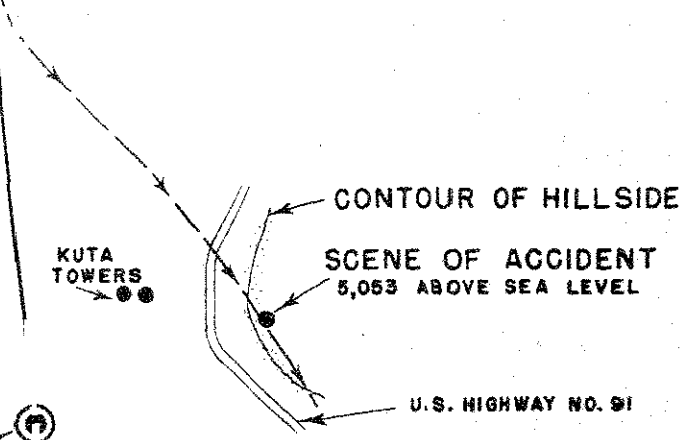 CONTOUR OF HILLSIDE
KUTA
TOWERS
SCENE OF ACCIDENT
5,053 ABOVE SEA LEVEL
U.S. HIGHWAY NO. 91